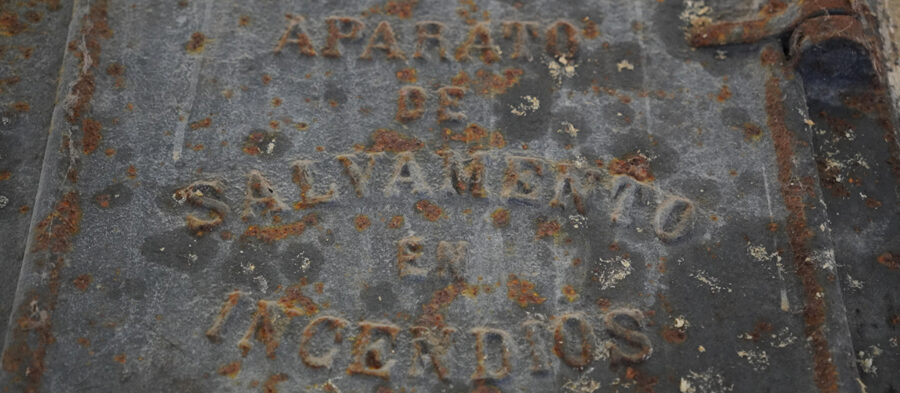 APARATO
DE
SALVAMENTO
EN
INCENDIOS